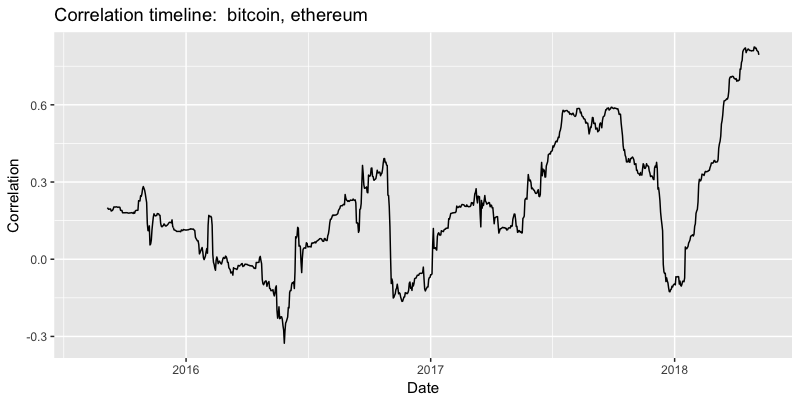 Correlation timeline:  bitcoin, ethereum
Correlation
0.6
0.3
0.0
-0.3
2016
2017
2018
Date